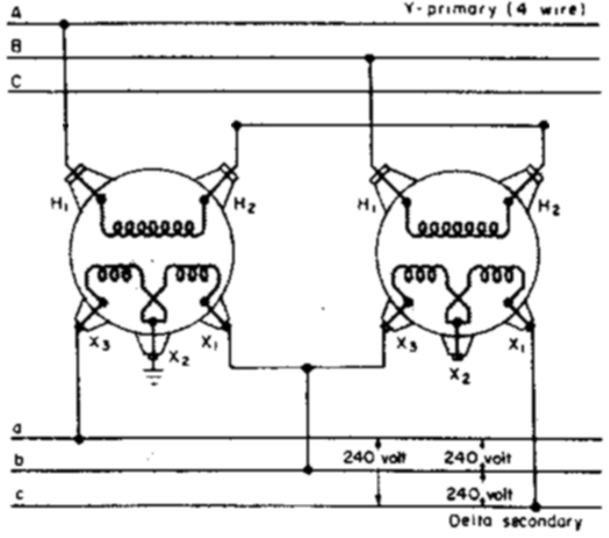 Y-primary (4 wire)
A
B
C
H1
H2
H1
H2
X3
X2
X1
X3
X2
X1
a
b
c
240 volt
240 volt
240 volt
Delta secondary